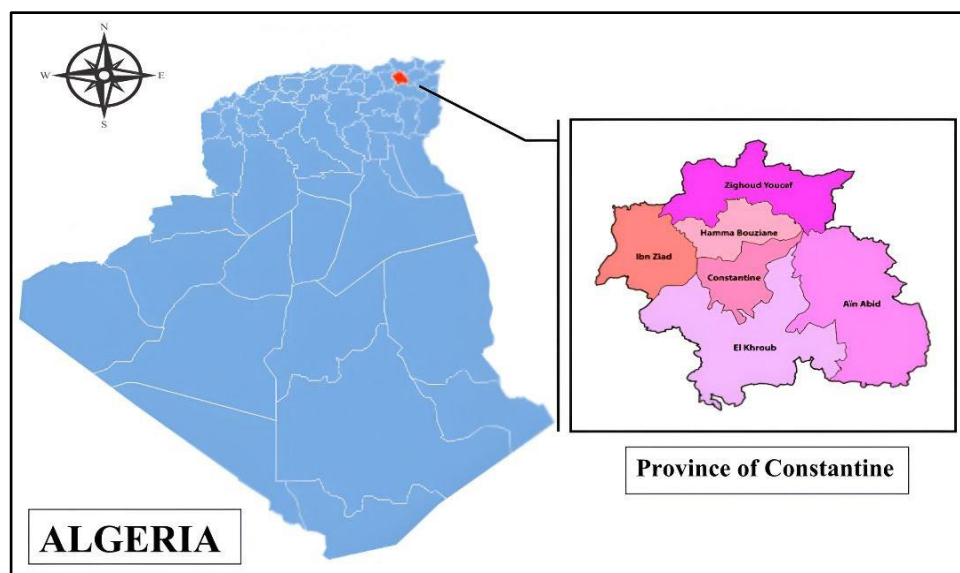 N
W E
S
Zighoud Youcef
Hamma Bouziane
Ibn Ziad
Constantine
Aïn Abid
El Khroub
Province of Constantine
ALGERIA